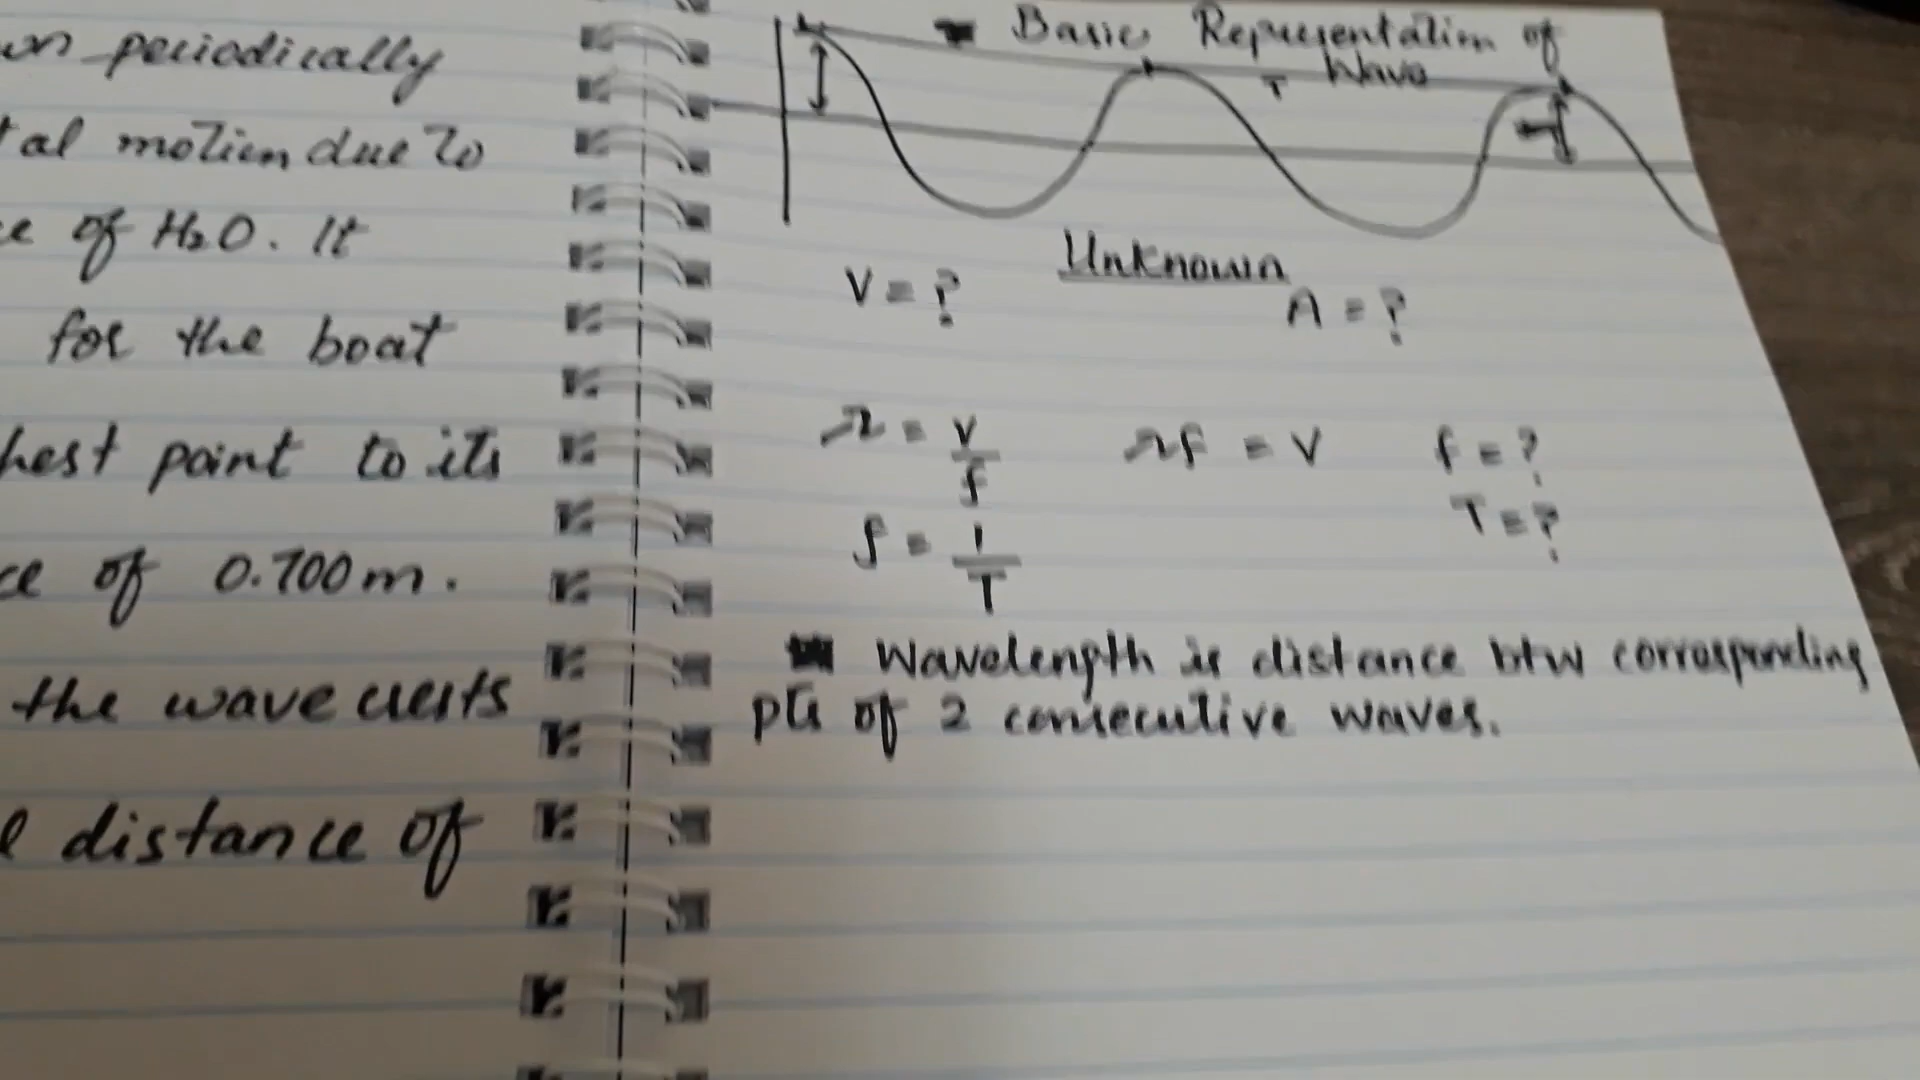 periodically
tal motion due to
of H₂O. It
for the boat
hest point to its
ce of 0.700m.
the wave crests
distance of
Basic Representation of
Wave
T
Unknown
V = ?
A = ?
λ = v/f
λf = V
f = ?
T = ?
f = 1/T
Wavelength is distance btw corresponding
pts of 2 consecutive waves.